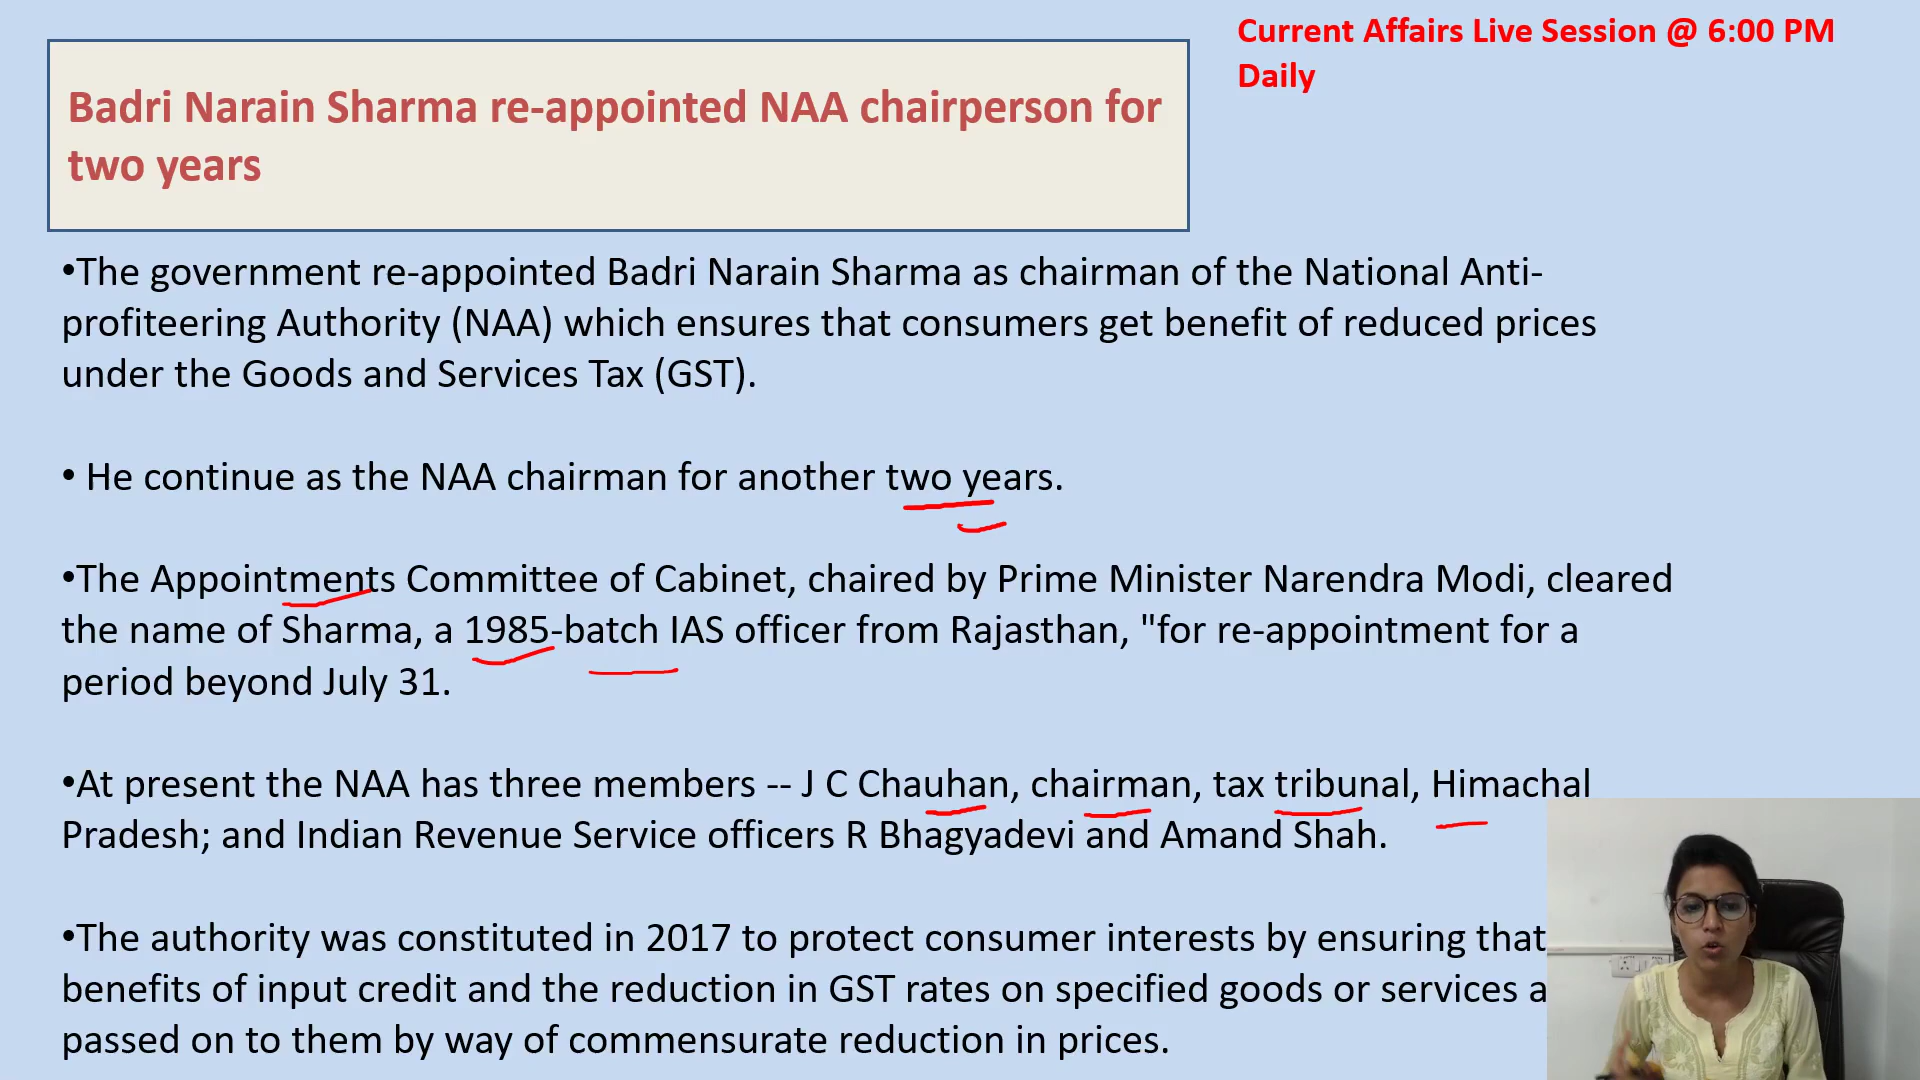 Current Affairs Live Session @ 6:00 PM
Daily
Badri Narain Sharma re-appointed NAA chairperson for
two years
•The government re-appointed Badri Narain Sharma as chairman of the National Anti-
profiteering Authority (NAA) which ensures that consumers get benefit of reduced prices
under the Goods and Services Tax (GST).
• He continue as the NAA chairman for another two years.
•The Appointments Committee of Cabinet, chaired by Prime Minister Narendra Modi, cleared
the name of Sharma, a 1985-batch IAS officer from Rajasthan, "for re-appointment for a
period beyond July 31.
•At present the NAA has three members -- J C Chauhan, chairman, tax tribunal, Himachal
Pradesh; and Indian Revenue Service officers R Bhagyadevi and Amand Shah.
•The authority was constituted in 2017 to protect consumer interests by ensuring that
benefits of input credit and the reduction in GST rates on specified goods or services
passed on to them by way of commensurate reduction in prices.